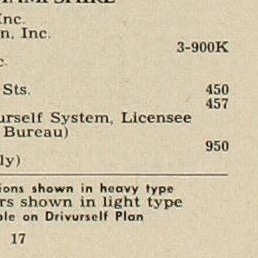 Inc.
n, Inc.
3-900K
c.
Sts. 450
457
urself System, Licensee
Bureau)
950
ly)
ions shown in heavy type
rs shown in light type
ble on Drivurself Plan
17